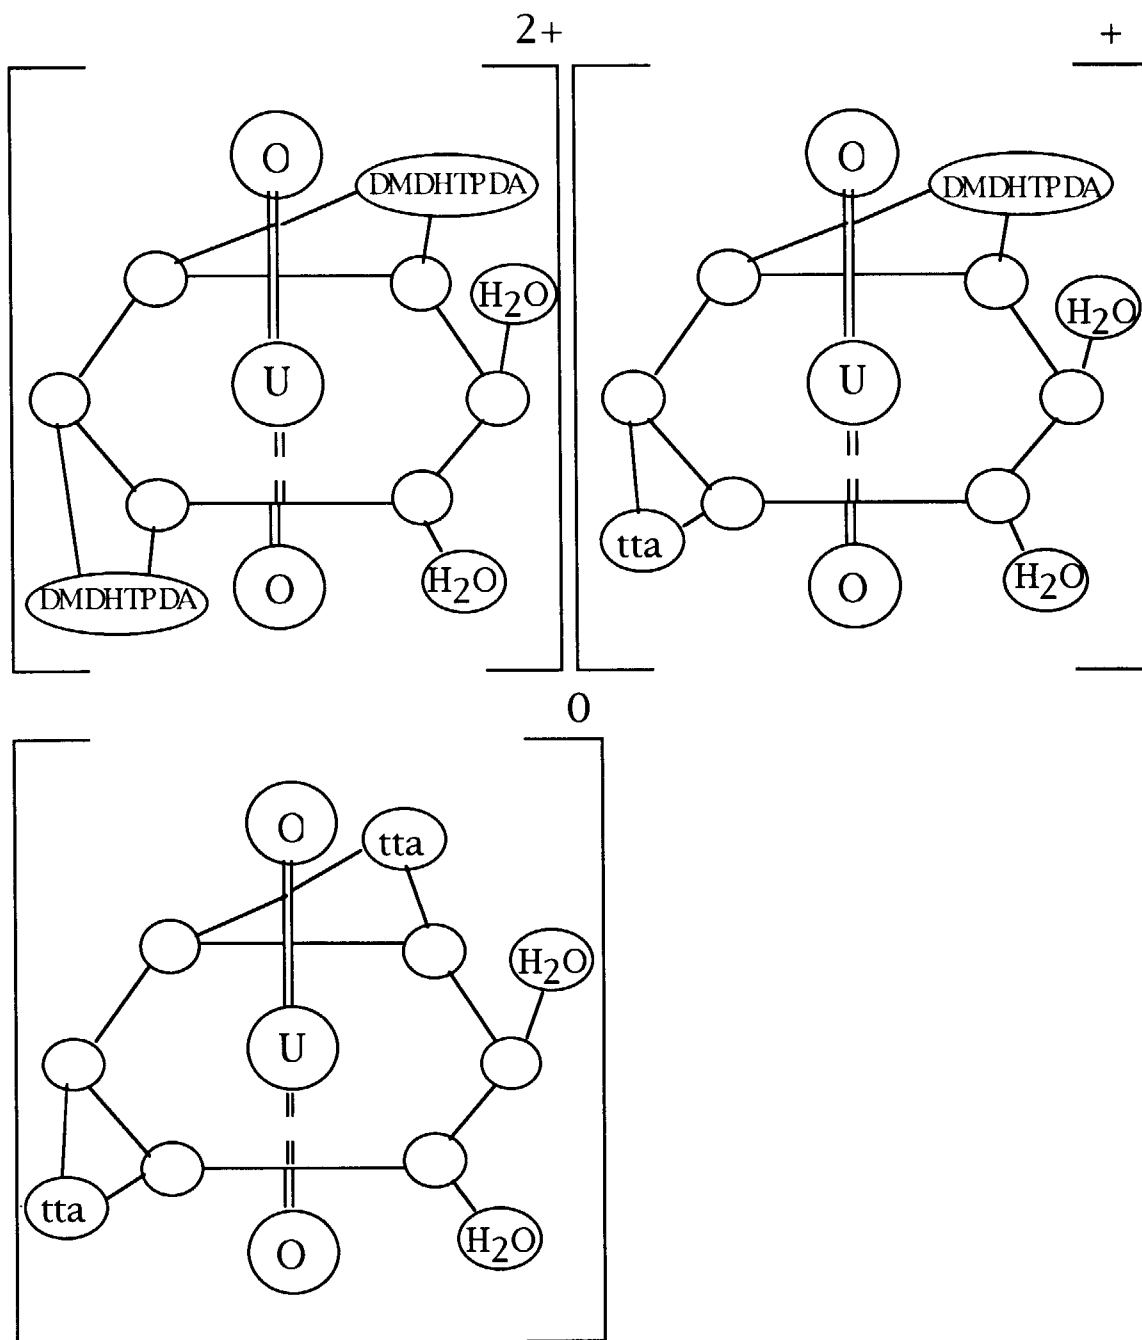 2+
+
O
O
DMDHTPDA
DMDHTPDA
H2O
H2O
U
U
tta
DMDHTPDA
O
H2O
O
H2O
0
O
tta
H2O
U
tta
O
H2O